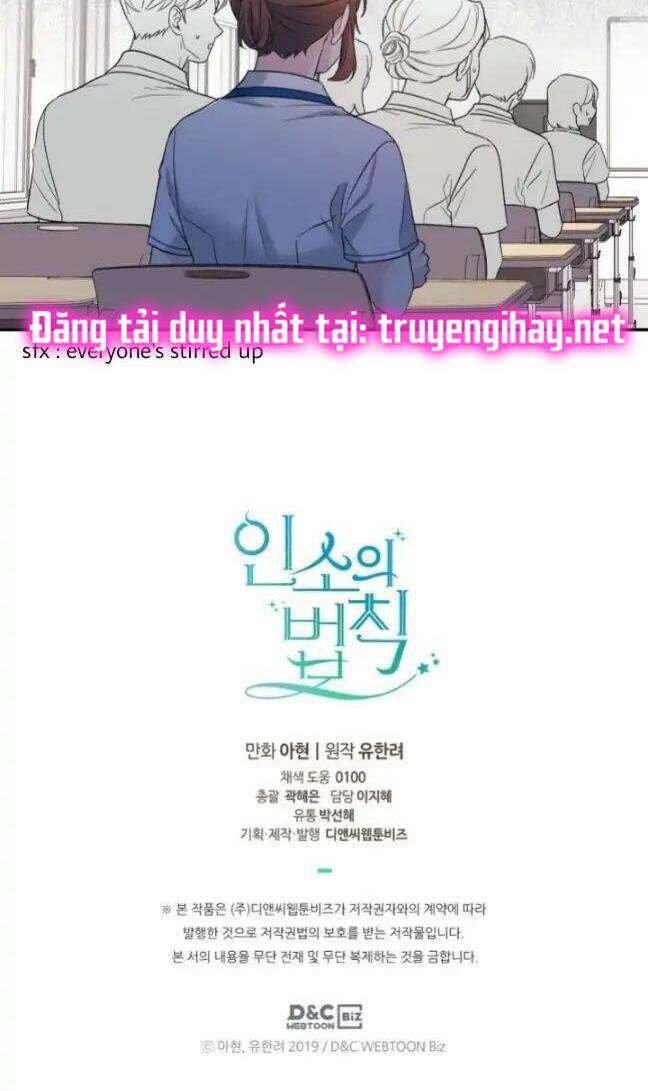 Đăng tải duy nhất tại: truyengihay.net
sfx : everyone's stirred up
인소의
법칙
만화 아현 | 원작 유한려
채색 도움 0100
총괄 곽혜은 담당 이지혜
유통 박선혜
기획·제작·발행 디앤씨웹툰비즈
※ 본 작품은 (주)디앤씨웹툰비즈가 저작권자와의 계약에 따라
발행한 것으로 저작권법의 보호를 받는 저작물입니다.
본 서의 내용을 무단 전재 및 무단 복제하는 것을 금합니다.
D&C
WEBTOON Biz
ⓒ 아현, 유한려 2019 / D&C WEBTOON Biz